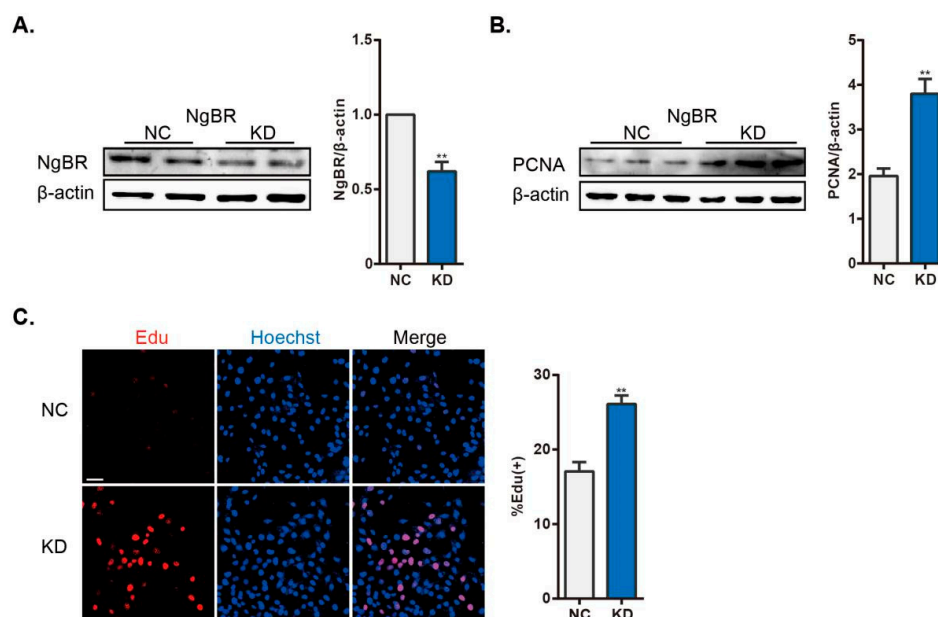 A.
NgBR
NC KD
NgBR
β-actin
NgBR/β-actin
1.5
1.0
0.5
0
**
NC KD
B.
NgBR
NC KD
PCNA
β-actin
PCNA/β-actin
5
4
3
2
1
0
**
NC KD
C.
Edu Hoechst Merge
NC
KD
%Edu(+)
30
20
10
0
**
NC KD